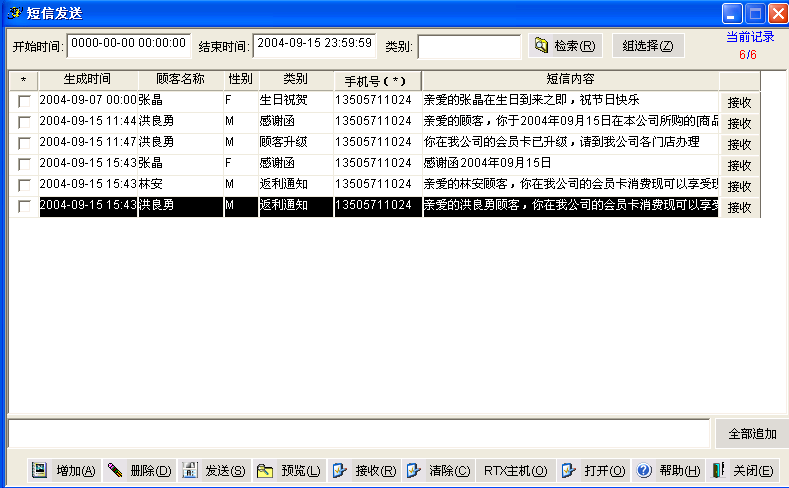 短信发送
开始时间: 0000-00-00 00:00:00 结束时间: 2004-09-15 23:59:59 类别: 检索(R) 组选择(Z) 当前记录
6/6
* 生成时间 顾客名称 性别 类别 手机号(*) 短信内容
2004-09-07 00:00 张晶 F 生日祝贺 13505711024 亲爱的张晶在生日到来之即，祝节日快乐 接收
2004-09-15 11:44 洪良勇 M 感谢函 13505711024 亲爱的顾客，你于2004年09月15日在本公司所购的[商品 接收
2004-09-15 11:47 洪良勇 M 顾客升级 13505711024 你在我公司的会员卡已升级，请到我公司各门店办理 接收
2004-09-15 15:43 张晶 F 感谢函 13505711024 感谢函2004年09月15日 接收
2004-09-15 15:43 林安 M 返利通知 13505711024 亲爱的林安顾客，你在我公司的会员卡消费现可以享受现 接收
2004-09-15 15:43 洪良勇 M 返利通知 13505711024 亲爱的洪良勇顾客，你在我公司的会员卡消费现可以享受 接收
全部追加
增加(A) 删除(D) 发送(S) 预览(L) 接收(R) 清除(C) RTX主机(O) 打开(O) 帮助(H) 关闭(E)